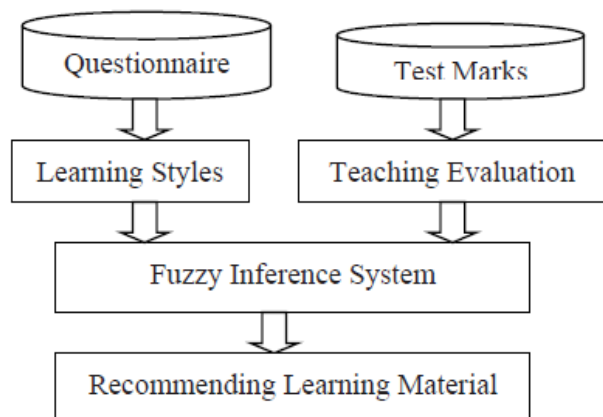 Questionnaire
Test Marks
Learning Styles
Teaching Evaluation
Fuzzy Inference System
Recommending Learning Material